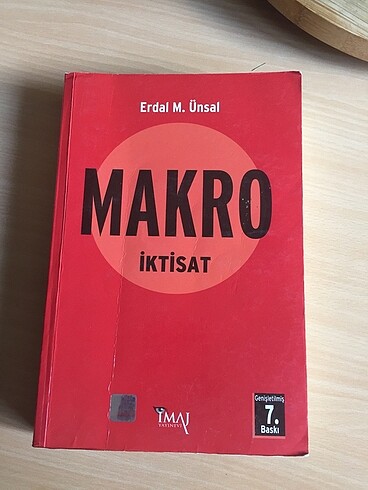 Erdal M. Ünsal
MAKRO
İKTİSAT
Genişletilmiş
7.
Baskı
İMAJ
YAYINEVİ